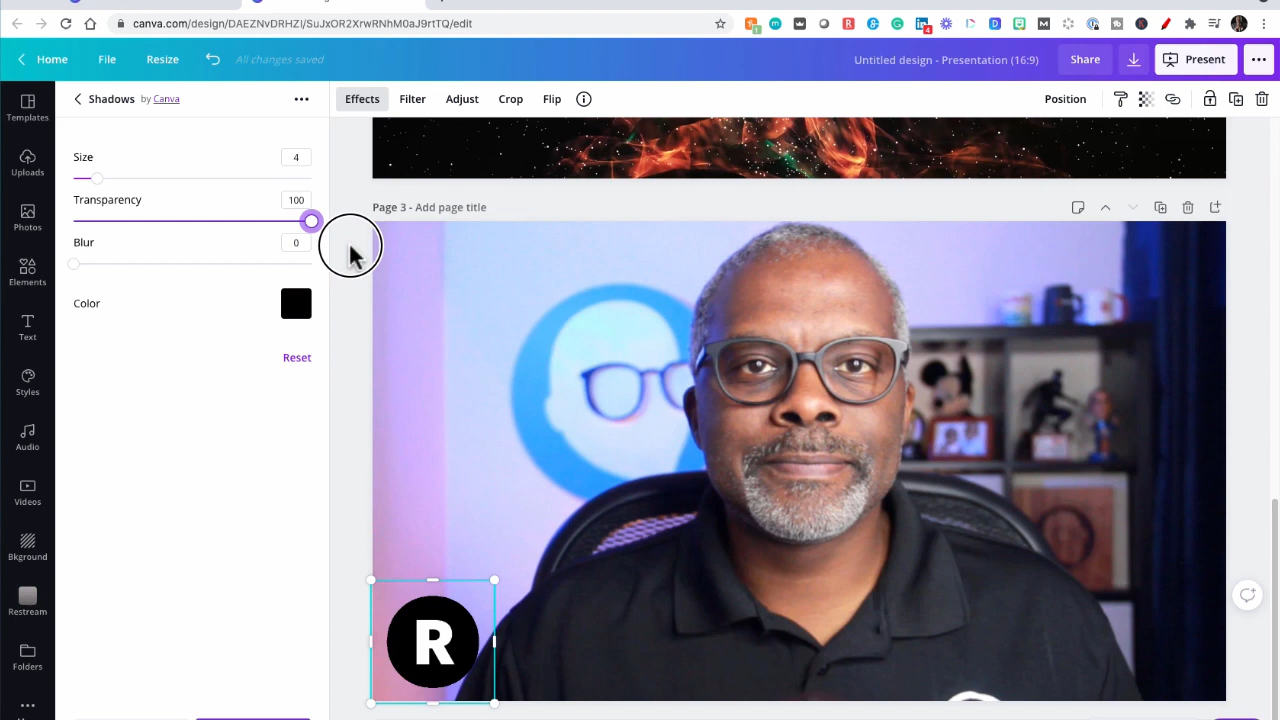 canva.com/design/DAEZNvDRHZI/SuJxOR2XrwRNhM0aJ9rtTQ/edit
Home File Resize All changes saved Untitled design - Presentation (16:9) Share Present
Templates
Uploads
Photos
Elements
Text
Styles
Audio
Videos
Bkground
Restream
Folders
Shadows by Canva
Size 4
Transparency 100
Blur 0
Color
Reset
Effects Filter Adjust Crop Flip Position
Page 3 - Add page title
R